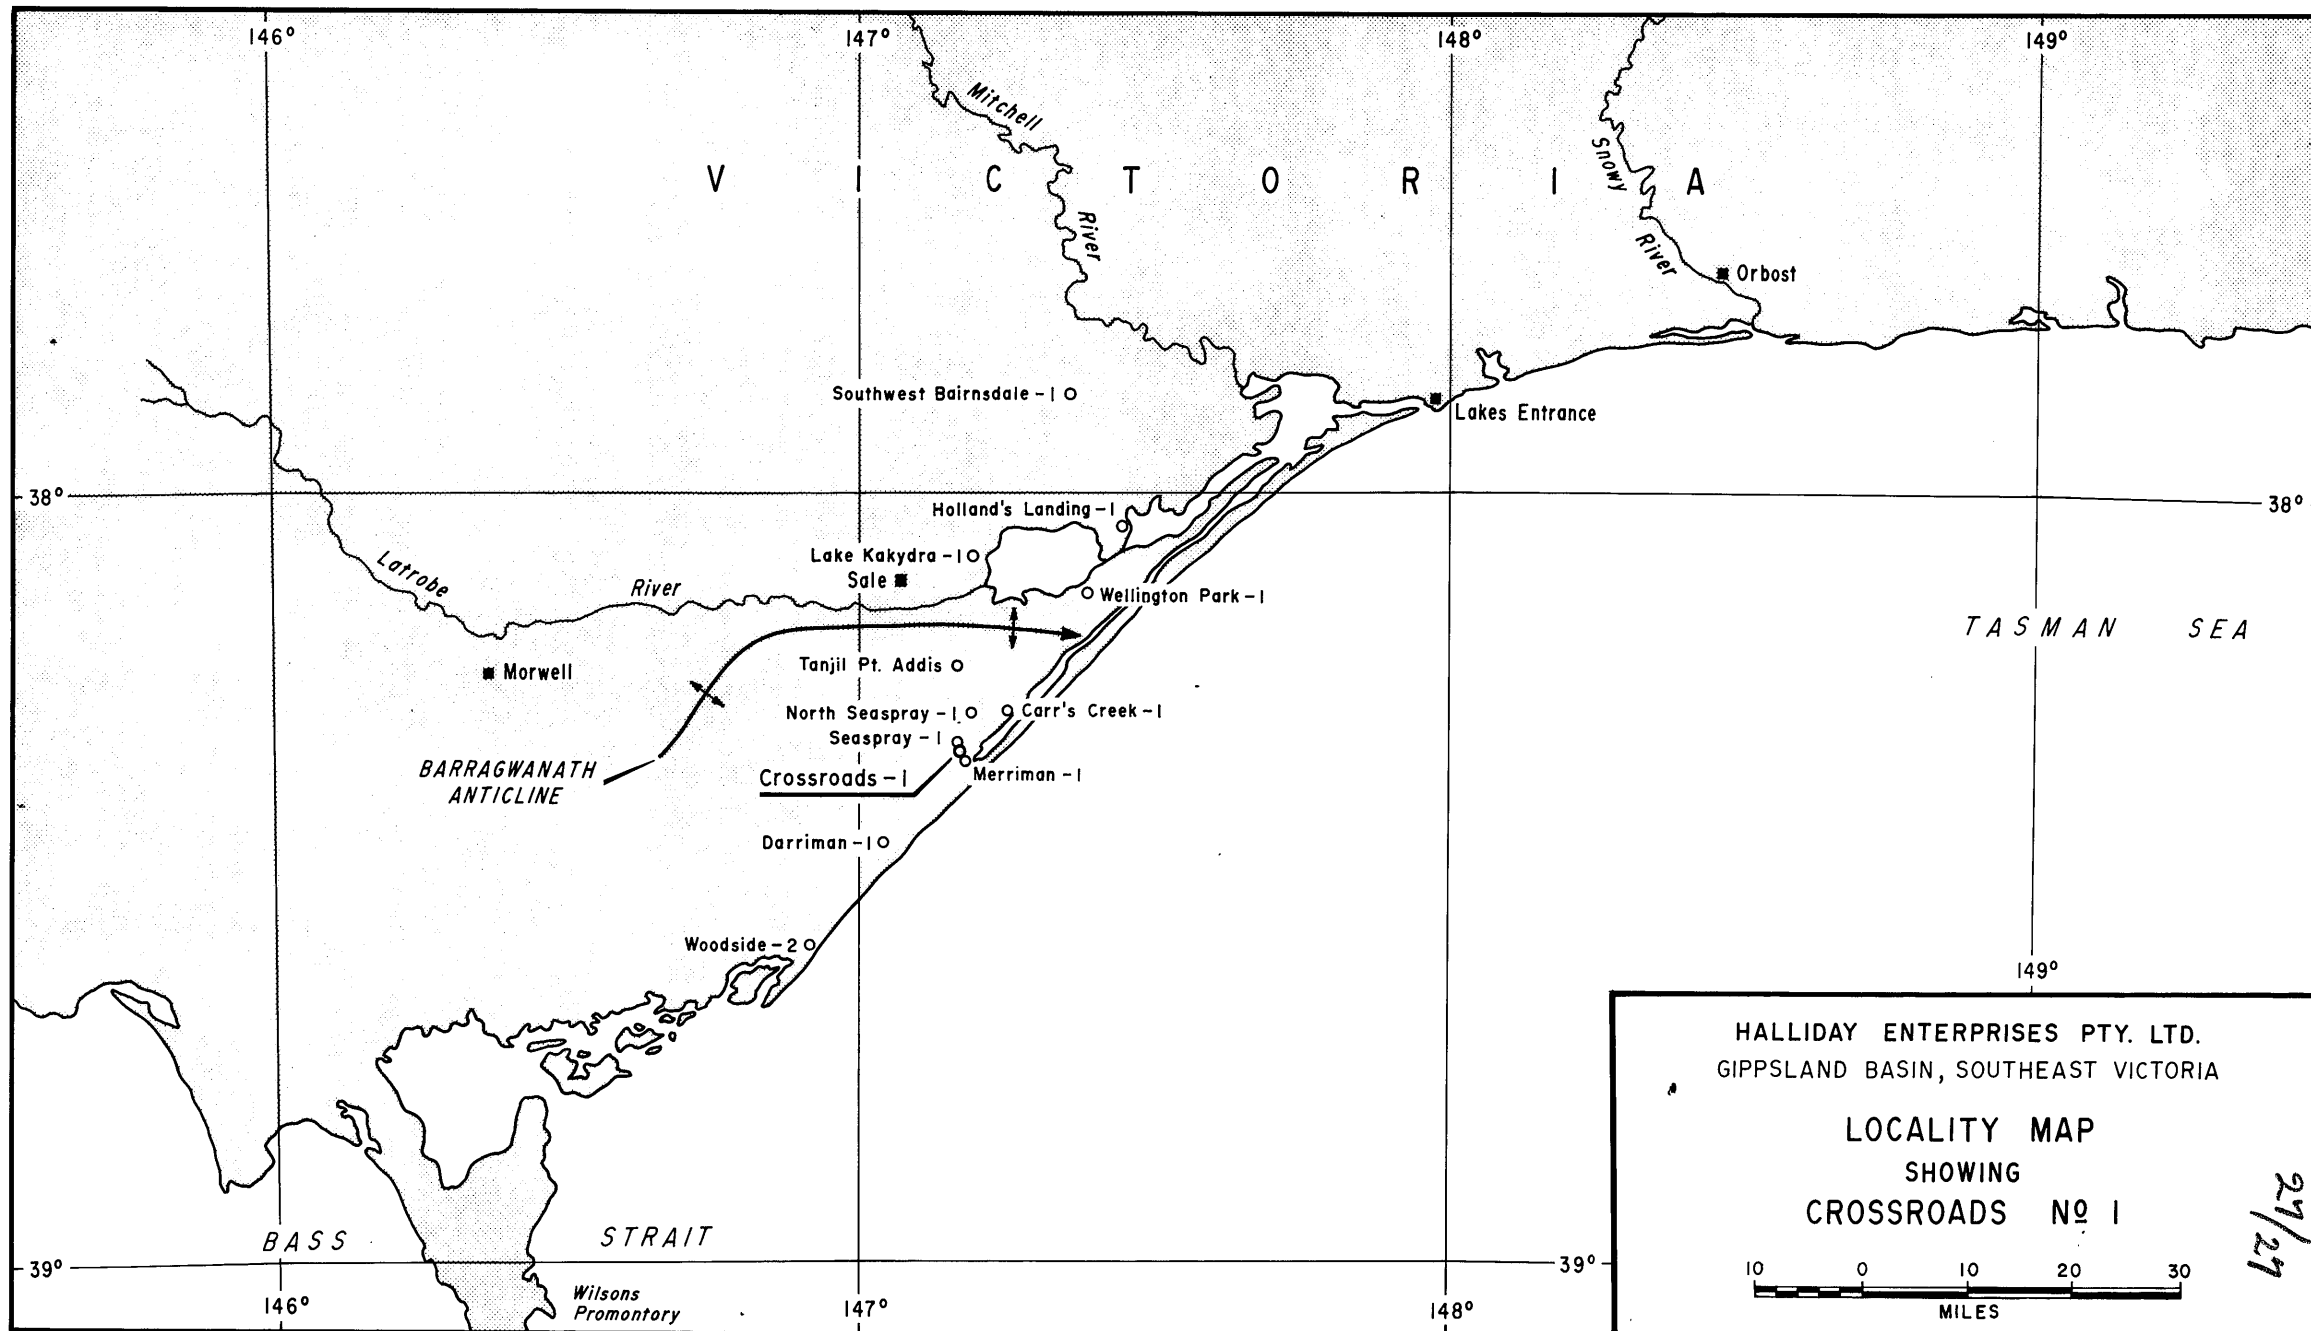 146°
147°
148°
149°
Mitchell
River
Snowy
River
V I C T O R I A
Orbost
Southwest Bairnsdale - 1
Lakes Entrance
38°
38°
Holland's Landing - 1
Lake Kakydra - 1
Sale
Latrobe
River
Wellington Park - 1
TASMAN SEA
Morwell
Tanjil Pt. Addis
North Seaspray - 1
Carr's Creek - 1
Seaspray - 1
BARRAGWANATH
ANTICLINE
Crossroads - 1
Merriman - 1
Darriman - 1
Woodside - 2
149°
BASS STRAIT
39°
39°
Wilsons
Promontory
146°
147°
148°
HALLIDAY ENTERPRISES PTY. LTD.
GIPPSLAND BASIN, SOUTHEAST VICTORIA
LOCALITY MAP
SHOWING
CROSSROADS Nº 1
10 0 10 20 30
MILES
27/27